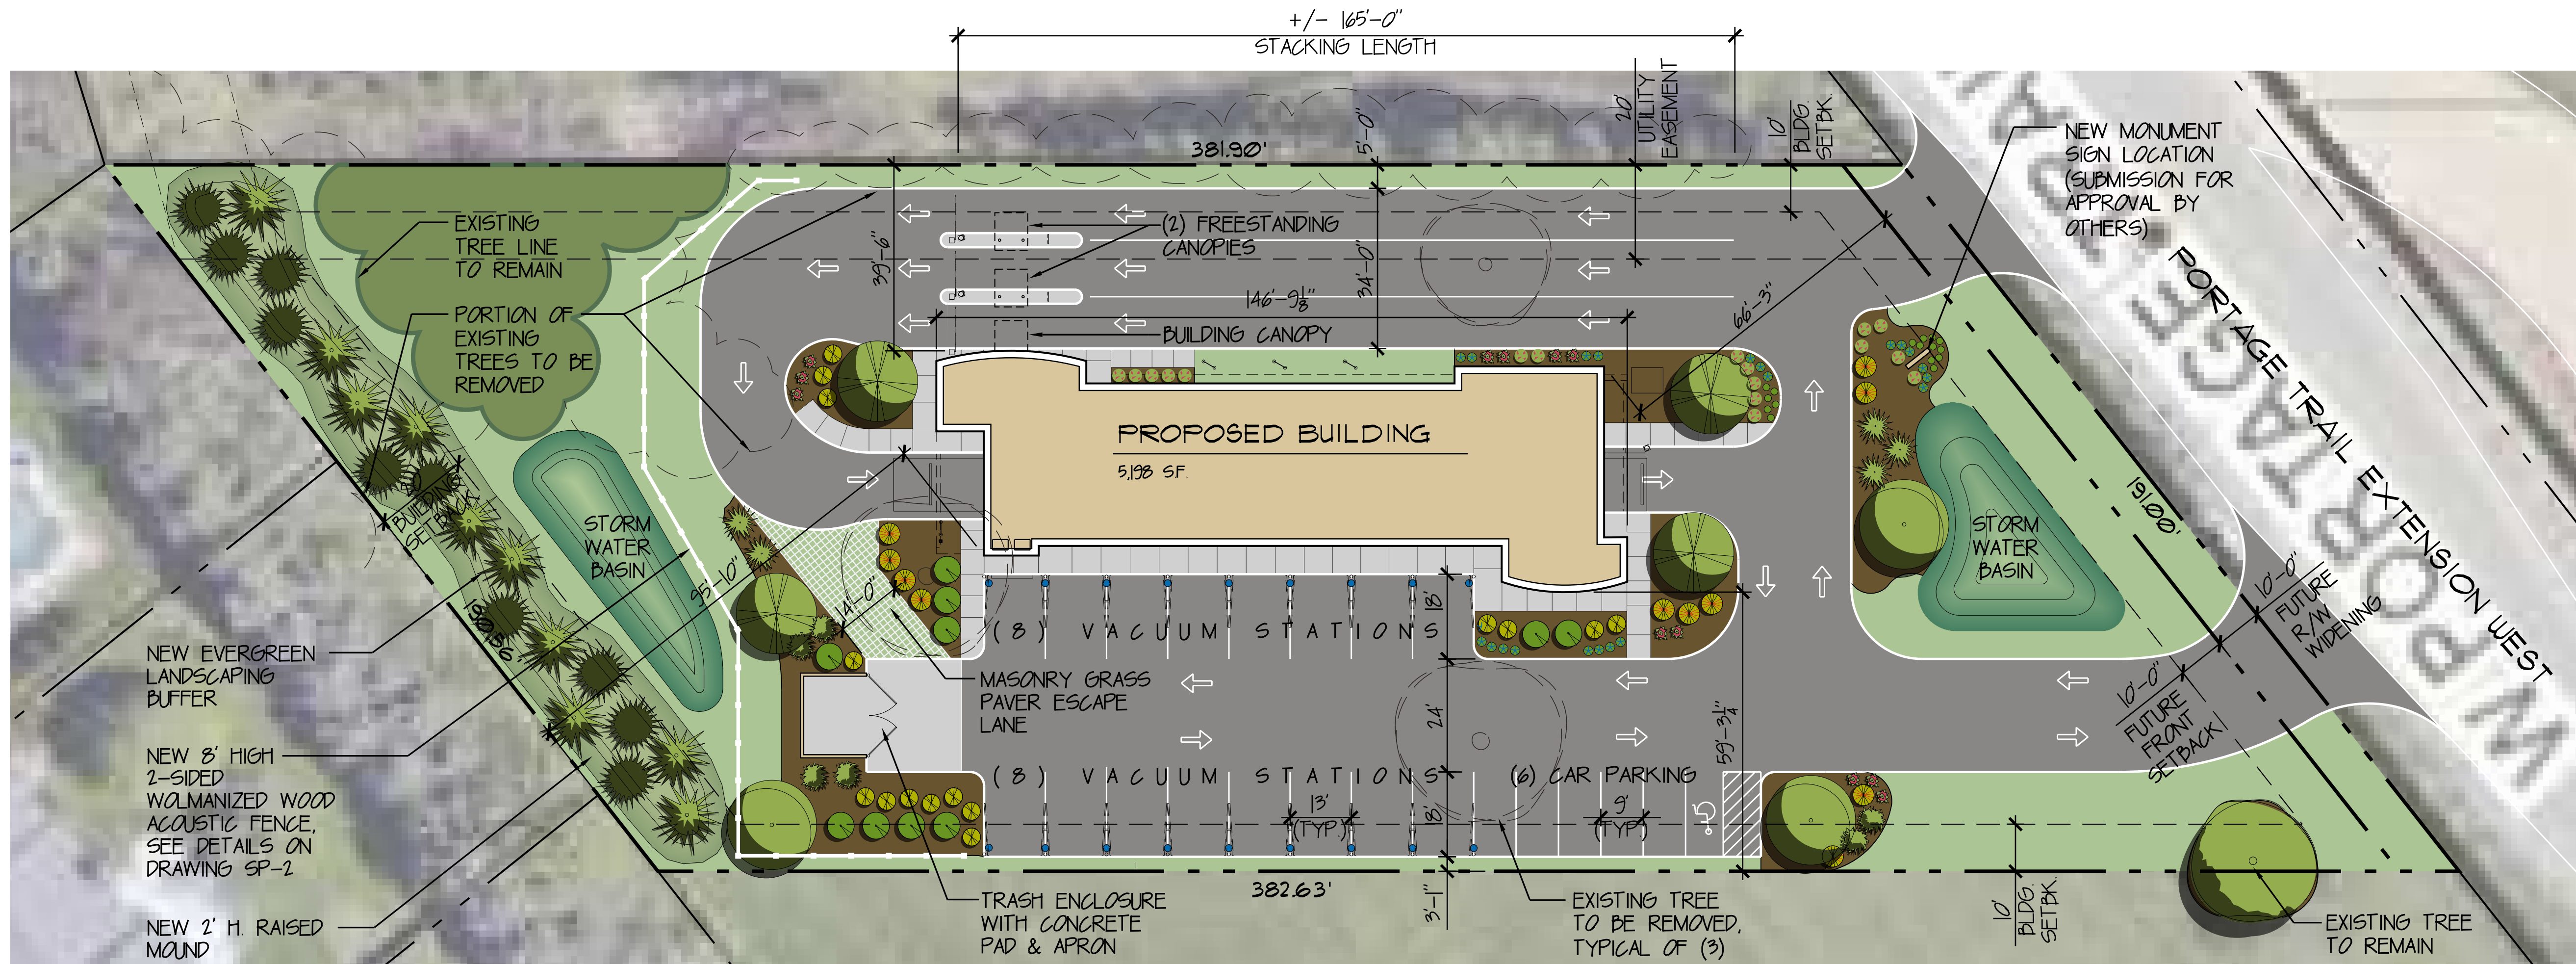 +/- 165'-0"
STACKING LENGTH
381.90'
5'-0"
20'
UTILITY
EASEMENT
10'
BLDG.
SETBK.
NEW MONUMENT
SIGN LOCATION
(SUBMISSION FOR
APPROVAL BY
OTHERS)
EXISTING
TREE LINE
TO REMAIN
(2) FREESTANDING
CANOPIES
39'-6"
34'-0"
146'-9⅛"
66'-3"
PORTION OF
EXISTING
TREES TO BE
REMOVED
BUILDING CANOPY
PORTAGE TRAIL EXTENSION WEST
PROPOSED BUILDING
5,198 S.F.
BUILDING
SETBACK
STORM
WATER
BASIN
95'-10"
14'-0"
STORM
WATER
BASIN
191.00'
10'-0"
FUTURE
R/W
WIDENING
10'-0"
FUTURE
FRONT
SETBACK
190.56'
NEW EVERGREEN
LANDSCAPING
BUFFER
(8) VACUUM STATIONS
18'
MASONRY GRASS
PAVER ESCAPE
LANE
24'
59'-3¼"
NEW 8' HIGH
2-SIDED
WOLMANIZED WOOD
ACOUSTIC FENCE,
SEE DETAILS ON
DRAWING SP-2
(8) VACUUM STATIONS
(6) CAR PARKING
13'
(TYP.)
18'
9'
(TYP.)
382.63'
3'-1"
NEW 2' H. RAISED
MOUND
TRASH ENCLOSURE
WITH CONCRETE
PAD & APRON
EXISTING TREE
TO BE REMOVED,
TYPICAL OF (3)
10'
BLDG.
SETBK.
EXISTING TREE
TO REMAIN